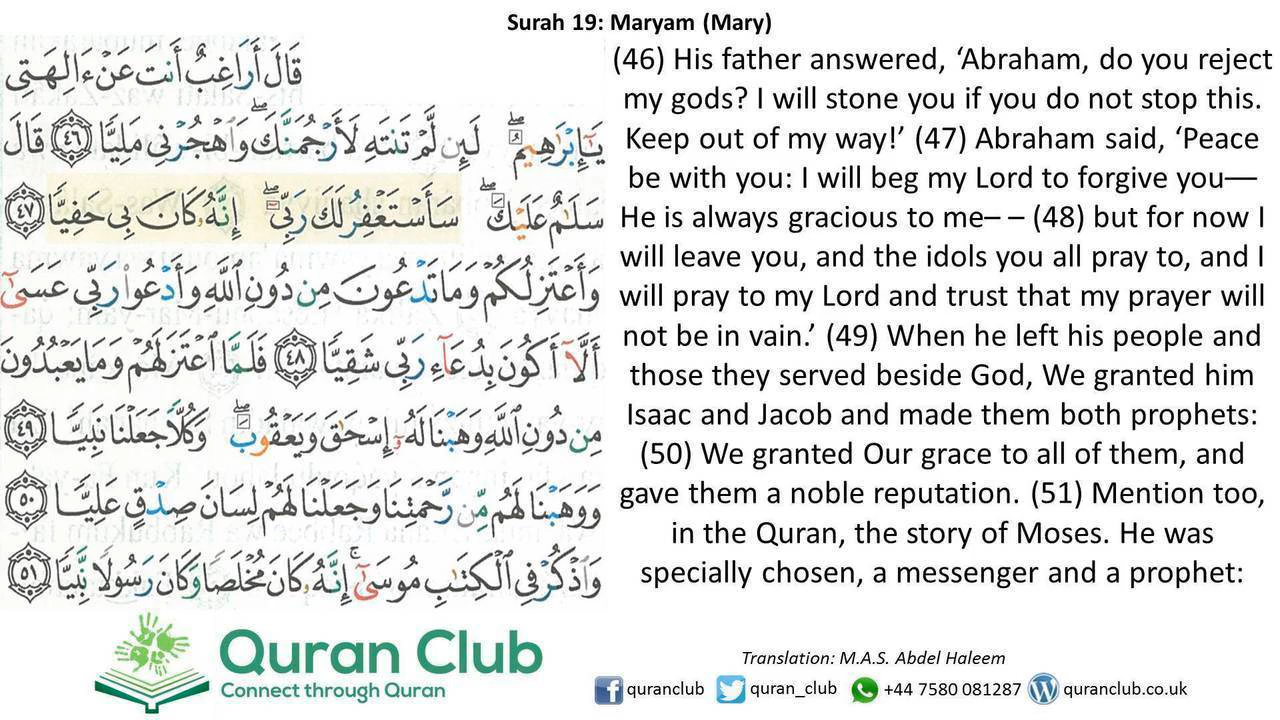 Surah 19: Maryam (Mary)
قَالَ أَرَاغِبٌ أَنتَ عَنْ ءَالِهَتِى
يَـٰٓإِبْرَٰهِيمُ ۖ لَئِن لَّمْ تَنتَهِ لَأَرْجُمَنَّكَ ۖ وَٱهْجُرْنِى مَلِيًّا ٤٦ قَالَ
سَلَـٰمٌ عَلَيْكَ ۖ سَأَسْتَغْفِرُ لَكَ رَبِّىٓ ۖ إِنَّهُۥ كَانَ بِى حَفِيًّا ٤٧
وَأَعْتَزِلُكُمْ وَمَا تَدْعُونَ مِن دُونِ ٱللَّهِ وَأَدْعُوا۟ رَبِّى عَسَىٰٓ
أَلَّآ أَكُونَ بِدُعَآءِ رَبِّى شَقِيًّا ٤٨ فَلَمَّا ٱعْتَزَلَهُمْ وَمَا يَعْبُدُونَ
مِن دُونِ ٱللَّهِ وَهَبْنَا لَهُۥٓ إِسْحَـٰقَ وَيَعْقُوبَ ۖ وَكُلًّا جَعَلْنَا نَبِيًّا ٤٩
وَوَهَبْنَا لَهُم مِّن رَّحْمَتِنَا وَجَعَلْنَا لَهُمْ لِسَانَ صِدْقٍ عَلِيًّا ٥٠
وَٱذْكُرْ فِى ٱلْكِتَـٰبِ مُوسَىٰٓ ۚ إِنَّهُۥ كَانَ مُخْلَصًا وَكَانَ رَسُولًا نَّبِيًّا ٥١
(46) His father answered, ‘Abraham, do you reject
my gods? I will stone you if you do not stop this.
Keep out of my way!’ (47) Abraham said, ‘Peace
be with you: I will beg my Lord to forgive you––
He is always gracious to me– – (48) but for now I
will leave you, and the idols you all pray to, and I
will pray to my Lord and trust that my prayer will
not be in vain.’ (49) When he left his people and
those they served beside God, We granted him
Isaac and Jacob and made them both prophets:
(50) We granted Our grace to all of them, and
gave them a noble reputation. (51) Mention too,
in the Quran, the story of Moses. He was
specially chosen, a messenger and a prophet:
Quran Club
Connect through Quran
Translation: M.A.S. Abdel Haleem
quranclub quran_club +44 7580 081287 quranclub.co.uk